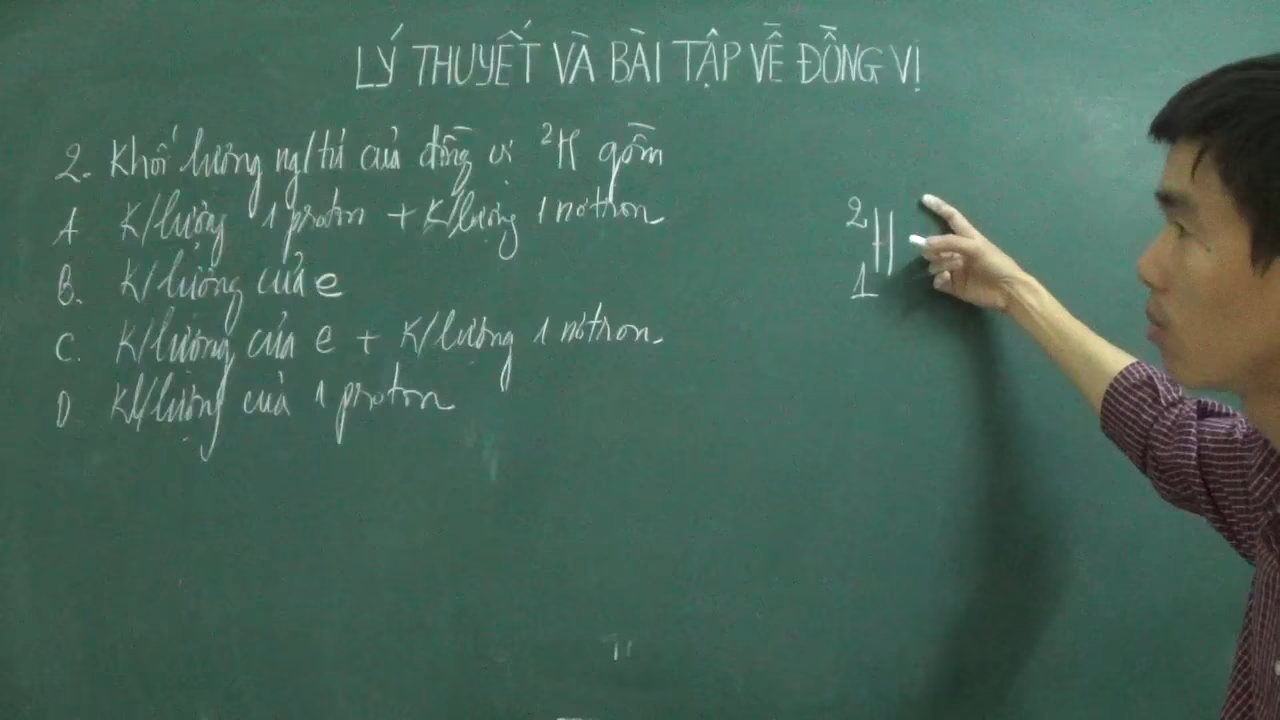 LÝ THUYẾT VÀ BÀI TẬP VỀ ĐỒNG VỊ
2. Khối lượng ng/tử của đồng vị ²H gồm
A K/lượng 1 proton + K/lượng 1 nơtron
B. K/lượng của e
C. K/lượng của e + K/lượng 1 nơtron.
D. K/lượng của 1 proton
2
H
1